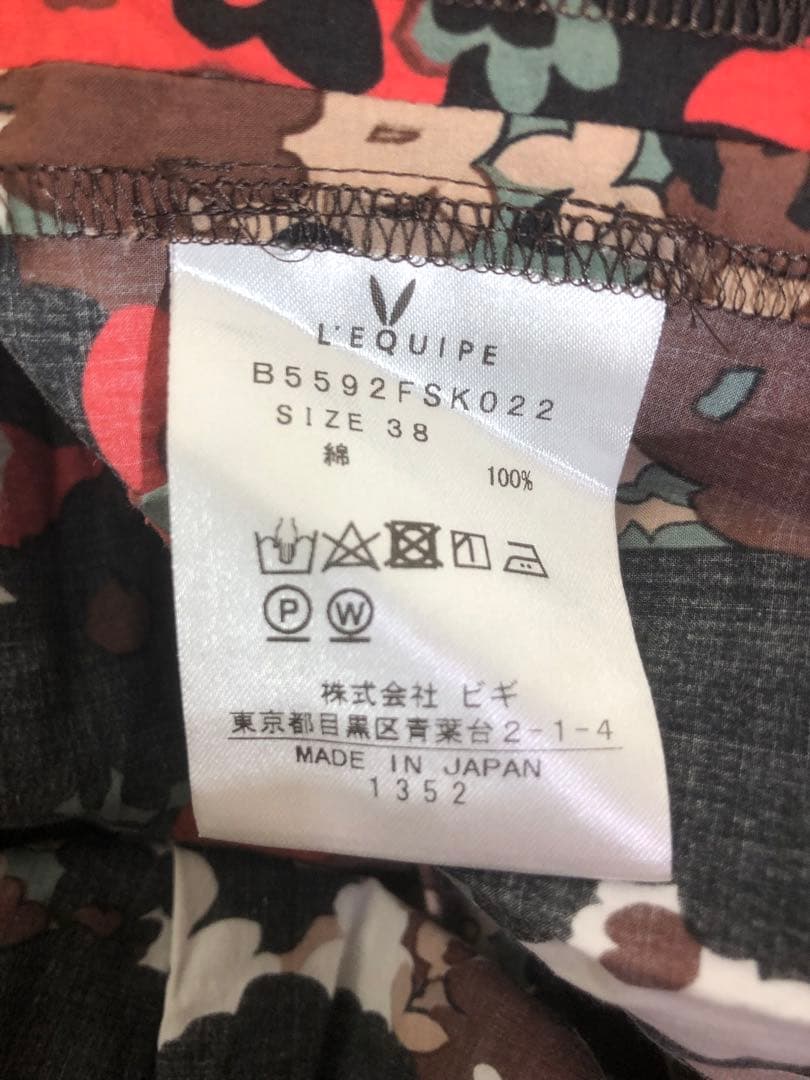 L'EQUIPE
B5592FSK022
SIZE 38
綿 100%
P W
株式会社 ビギ
東京都目黒区青葉台2-1-4
MADE IN JAPAN
1352